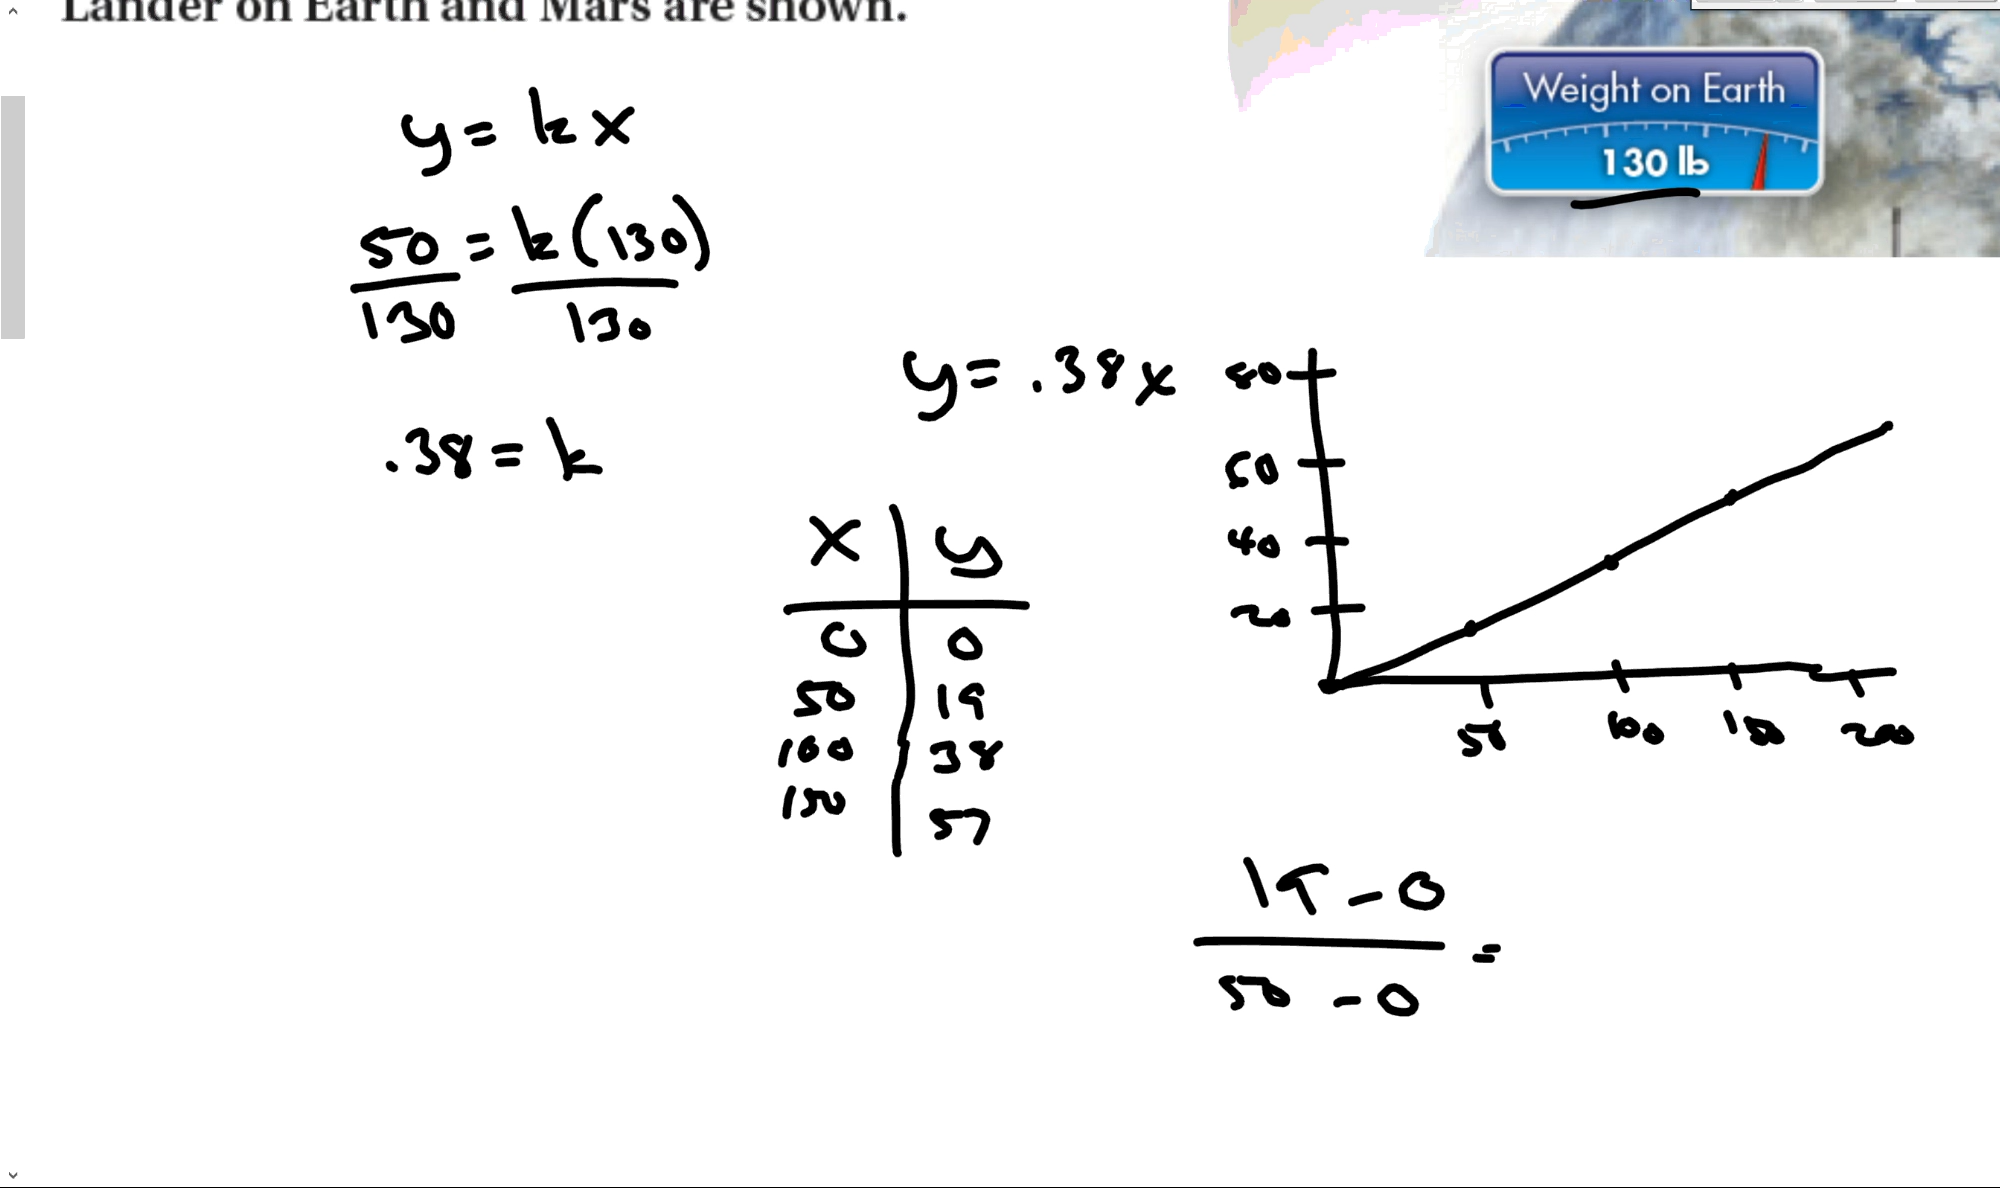 Lander on Earth and Mars are shown.
Weight on Earth
130 lb
y = kx
50 = k(130)
130 130
.38 = k
y = .38x
x y
0 0
50 19
100 38
150 57
80
60
40
20
50 100 150 200
19 - 0
=
50 - 0